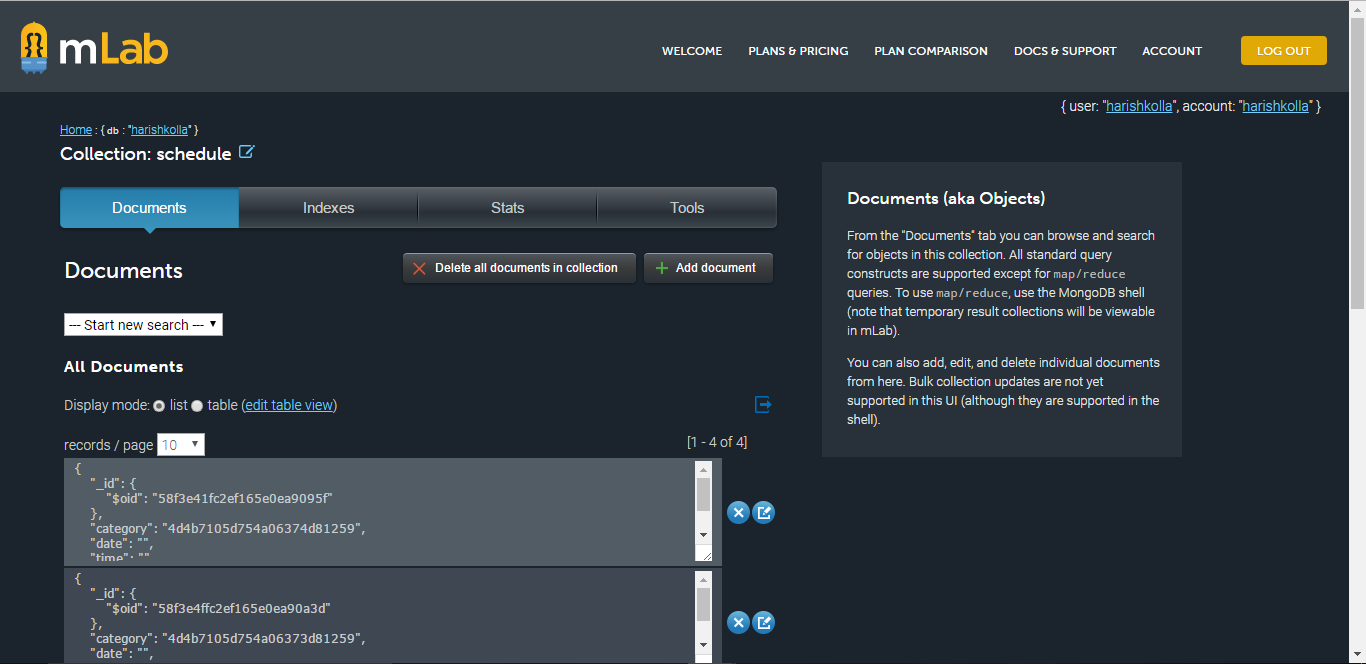 mLab
WELCOME PLANS & PRICING PLAN COMPARISON DOCS & SUPPORT ACCOUNT LOG OUT
{ user: "harishkolla", account: "harishkolla" }
Home : { db : "harishkolla" }
Collection: schedule
Documents Indexes Stats Tools
Documents
Delete all documents in collection
Add document
--- Start new search ---
All Documents
Display mode: list table (edit table view)
records / page 10
[1 - 4 of 4]
{
"_id": {
"$oid": "58f3e41fc2ef165e0ea9095f"
},
"category": "4d4b7105d754a06374d81259",
"date": "",
"time": ""
{
"_id": {
"$oid": "58f3e4ffc2ef165e0ea90a3d"
},
"category": "4d4b7105d754a06373d81259",
"date": "",
Documents (aka Objects)
From the "Documents" tab you can browse and search
for objects in this collection. All standard query
constructs are supported except for map/reduce
queries. To use map/reduce, use the MongoDB shell
(note that temporary result collections will be viewable
in mLab).
You can also add, edit, and delete individual documents
from here. Bulk collection updates are not yet
supported in this UI (although they are supported in the
shell).